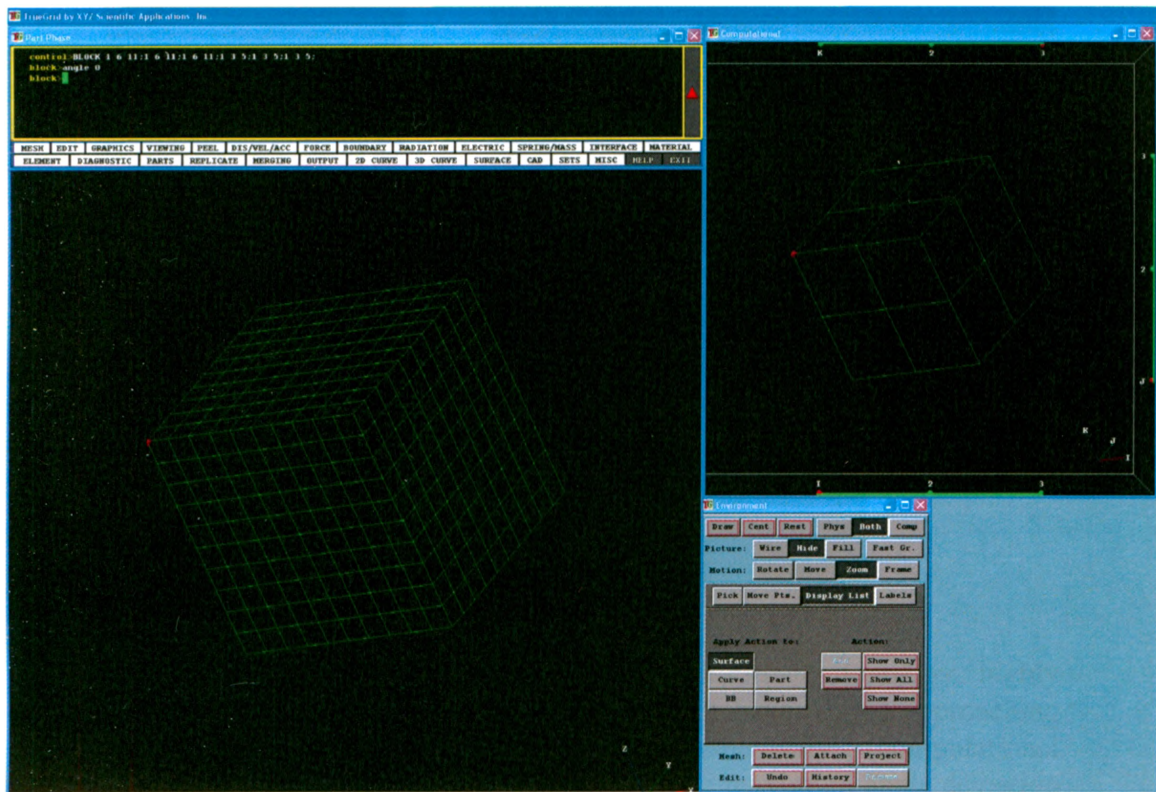 TrueGrid by XYZ Scientific Applications, Inc.
Part Phase
control>BLOCK 1 6 11;1 6 11;1 6 11;1 3 5;1 3 5;1 3 5;
block>angle 0
block>
MESH EDIT GRAPHICS VIEWING PEEL DIS/VEL/ACC FORCE BOUNDARY RADIATION ELECTRIC SPRING/MASS INTERFACE MATERIAL
ELEMENT DIAGNOSTIC PARTS REPLICATE MERGING OUTPUT 2D CURVE 3D CURVE SURFACE CAD SETS MISC HELP EXIT
Z
Y
X
Computational
K 2 3
3
2
J
K
J
I
1 2 3
Environment
Draw Cent Rest Phys Both Comp
Picture: Wire Hide Fill Fast Gr.
Motion: Rotate Move Zoom Frame
Pick Move Pts. Display List Labels
Apply Action to: Action:
Surface Show Only
Curve Part Remove Show All
BB Region Show None
Mesh: Delete Attach Project
Edit: Undo History